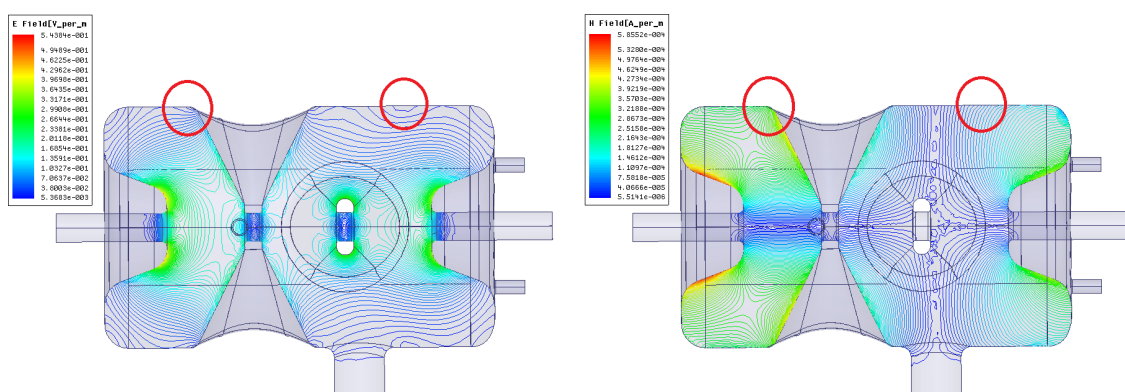 E Field[V_per_m
5.4384e-001
4.9489e-001
4.6225e-001
4.2962e-001
3.9698e-001
3.6435e-001
3.3171e-001
2.9908e-001
2.6644e-001
2.3381e-001
2.0118e-001
1.6854e-001
1.3591e-001
1.0327e-001
7.0637e-002
3.8003e-002
5.3683e-003
H Field[A_per_m
5.8552e-004
5.3280e-004
4.9764e-004
4.6249e-004
4.2734e-004
3.9219e-004
3.5703e-004
3.2188e-004
2.8673e-004
2.5158e-004
2.1643e-004
1.8127e-004
1.4612e-004
1.1097e-004
7.5818e-005
4.0666e-005
5.5141e-006